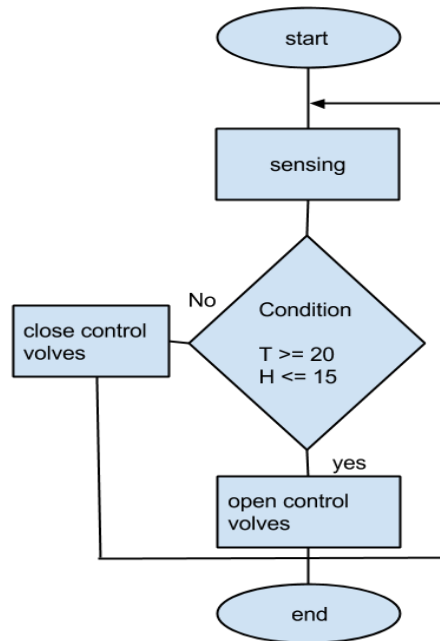 start
sensing
No
Condition
T >= 20
H <= 15
close control
volves
yes
open control
volves
end